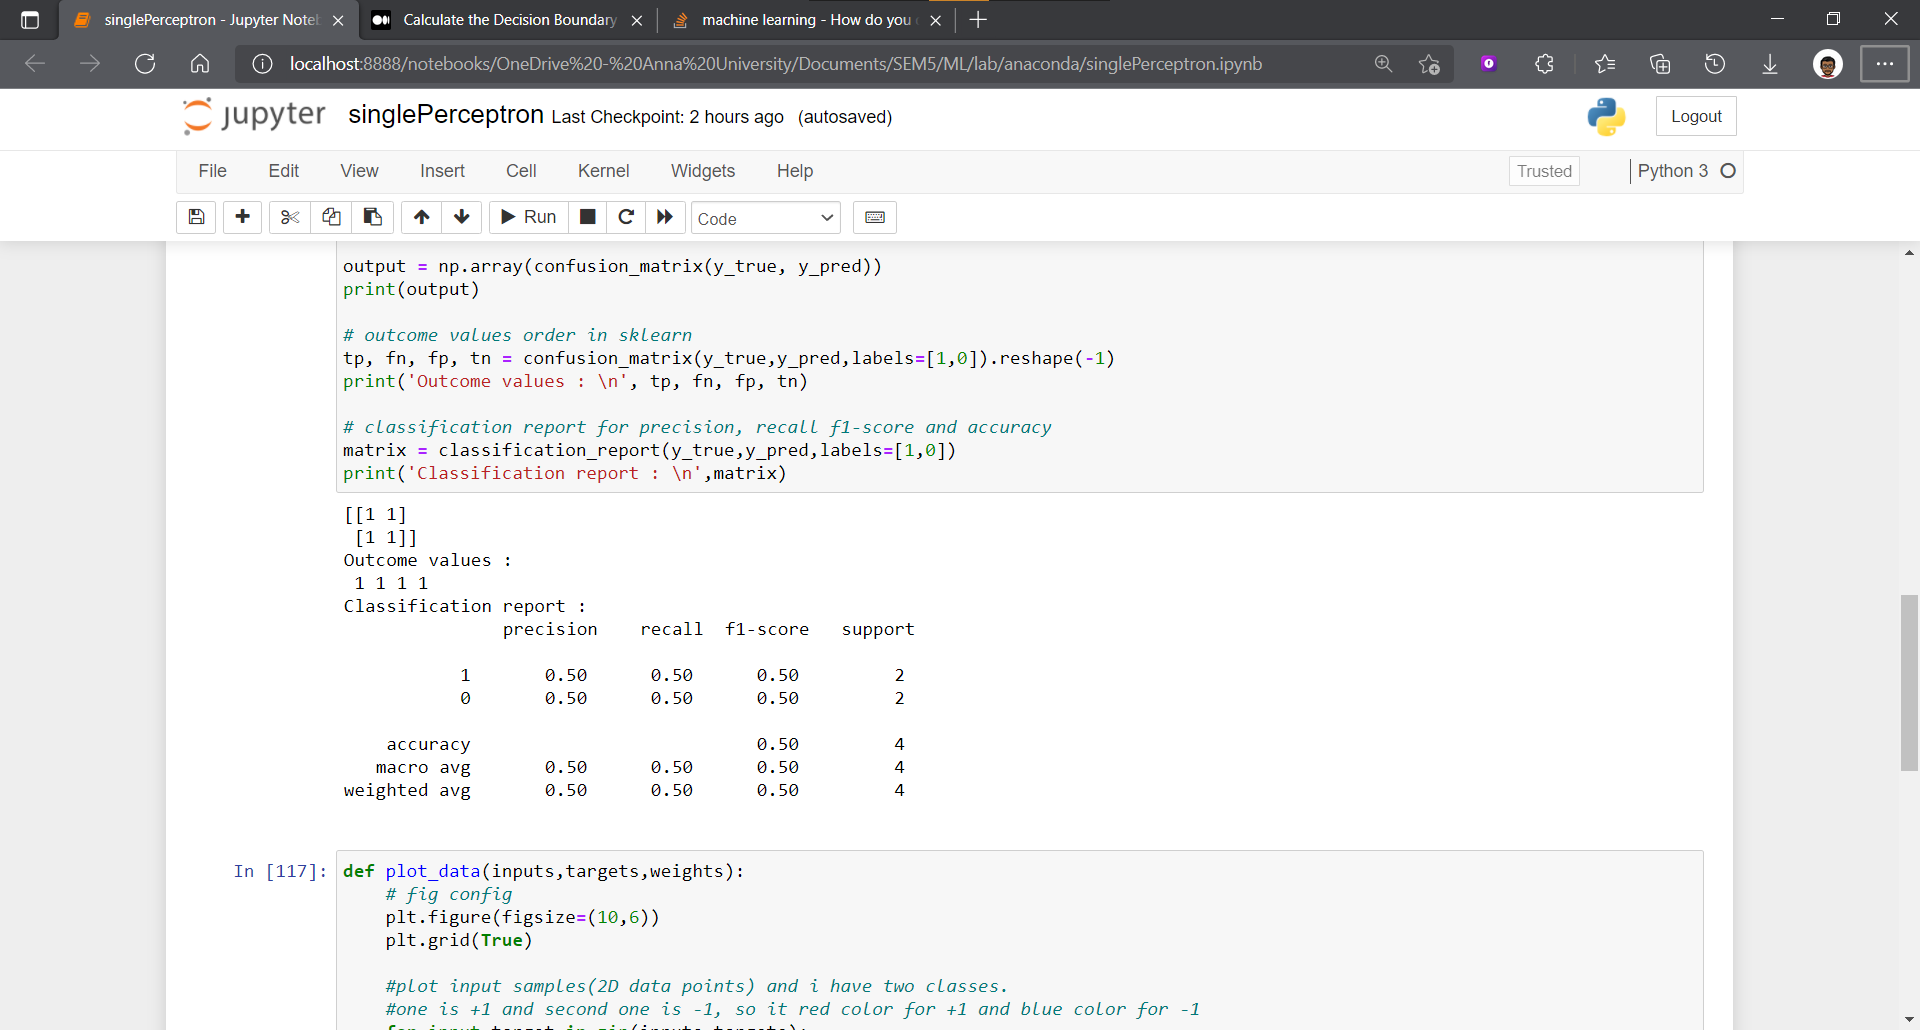 singlePerceptron - Jupyter Note
Calculate the Decision Boundary
machine learning - How do you
localhost:8888/notebooks/OneDrive%20-%20Anna%20University/Documents/SEM5/ML/lab/anaconda/singlePerceptron.ipynb
jupyter singlePerceptron Last Checkpoint: 2 hours ago (autosaved)
Logout
File Edit View Insert Cell Kernel Widgets Help
Trusted
Python 3
Run
Code
output = np.array(confusion_matrix(y_true, y_pred))
print(output)
# outcome values order in sklearn
tp, fn, fp, tn = confusion_matrix(y_true,y_pred,labels=[1,0]).reshape(-1)
print('Outcome values : \n', tp, fn, fp, tn)
# classification report for precision, recall f1-score and accuracy
matrix = classification_report(y_true,y_pred,labels=[1,0])
print('Classification report : \n',matrix)
[[1 1]
[1 1]]
Outcome values :
1 1 1 1
Classification report :
precision recall f1-score support
1 0.50 0.50 0.50 2
0 0.50 0.50 0.50 2
accuracy 0.50 4
macro avg 0.50 0.50 0.50 4
weighted avg 0.50 0.50 0.50 4
In [117]: def plot_data(inputs,targets,weights):
# fig config
plt.figure(figsize=(10,6))
plt.grid(True)
#plot input samples(2D data points) and i have two classes.
#one is +1 and second one is -1, so it red color for +1 and blue color for -1